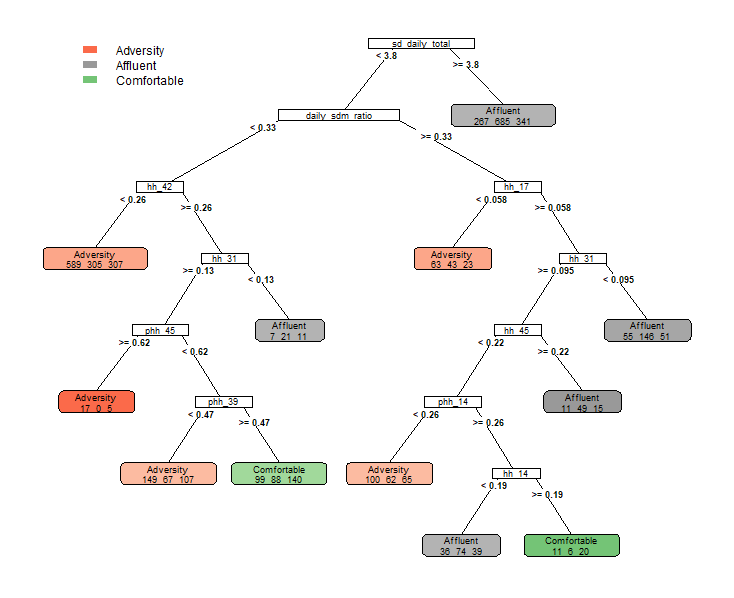 Adversity
Affluent
Comfortable
sd_daily_total
< 3.8
>= 3.8
Affluent
267 685 341
daily_sdm_ratio
< 0.33
>= 0.33
hh_42
hh_17
< 0.26
>= 0.26
< 0.058
>= 0.058
Adversity
589 305 307
hh_31
Adversity
63 43 23
hh_31
>= 0.13
< 0.13
>= 0.095
< 0.095
phh_45
Affluent
7 21 11
hh_45
Affluent
55 146 51
>= 0.62
< 0.62
< 0.22
>= 0.22
Adversity
17 0 5
phh_39
phh_14
Affluent
11 49 15
< 0.47
>= 0.47
< 0.26
>= 0.26
Adversity
149 67 107
Comfortable
99 88 140
Adversity
100 62 65
hh_14
< 0.19
>= 0.19
Affluent
36 74 39
Comfortable
11 6 20